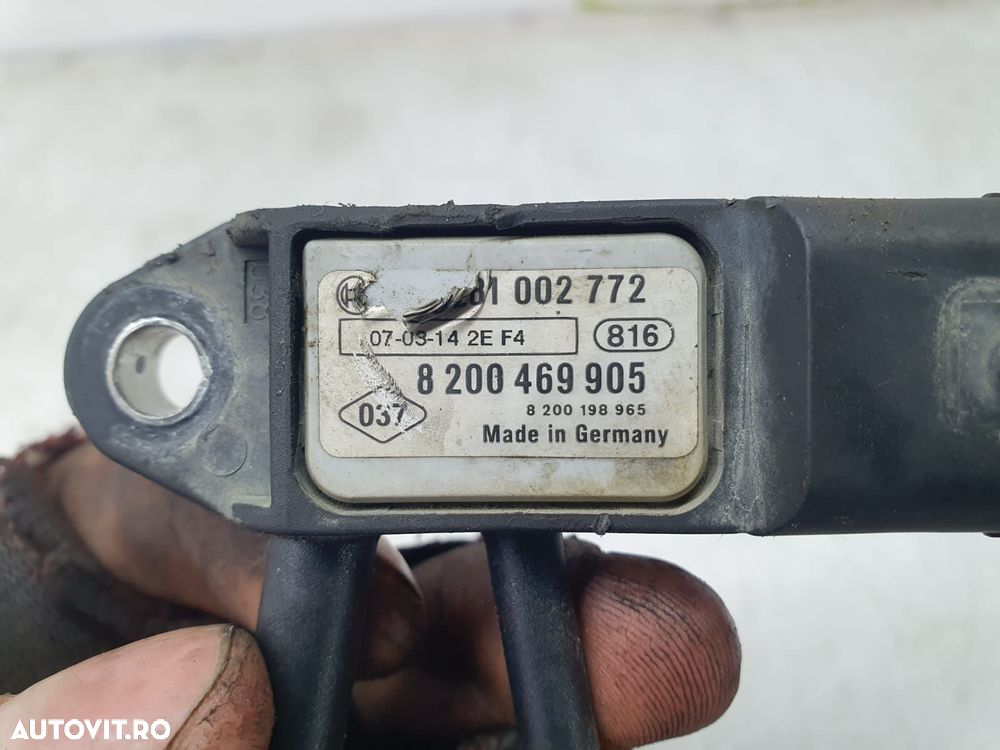 281 002 772
07-03-14 2E F4
816
8 200 469 905
037
8 200 198 965
Made in Germany
AUTOVIT.RO